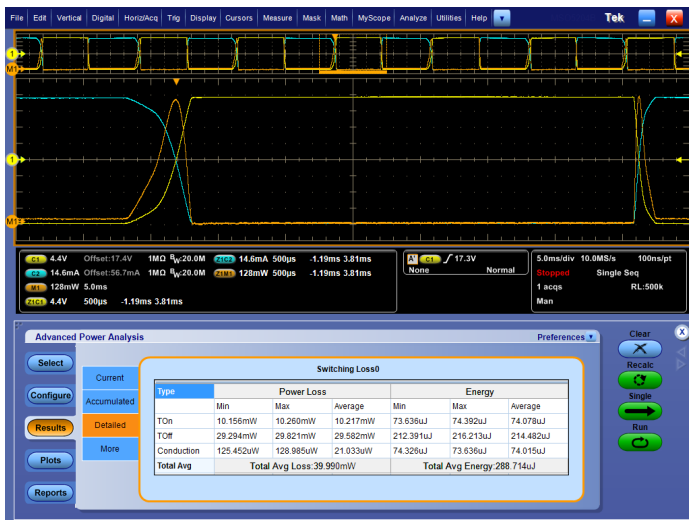 File Edit Vertical Digital Horiz/Acq Trig Display Cursors Measure Mask Math MyScope Analyze Utilities Help Tek X
1
M1
1
M1
C1 4.4V Offset:17.4V 1MΩ BW:20.0M
C2 14.6mA Offset:56.7mA 1MΩ BW:20.0M
M1 128mW 5.0ms
Z1C1 4.4V 500µs -1.19ms 3.81ms
Z1C2 14.6mA 500µs -1.19ms 3.81ms
Z1M1 128mW 500µs -1.19ms 3.81ms
A' C1 17.3V
None Normal
5.0ms/div 10.0MS/s 100ns/pt
Stopped Single Seq
1 acqs RL:500k
Man
Advanced Power Analysis Preferences
Clear X
Recalc
Single
Run
Select
Configure
Results
Plots
Reports
Current
Accumulated
Detailed
More
Switching Loss0
Type Power Loss Energy
Min Max Average Min Max Average
TOn 10.156mW 10.260mW 10.217mW 73.636uJ 74.392uJ 74.078uJ
TOff 29.294mW 29.821mW 29.582mW 212.391uJ 216.213uJ 214.482uJ
Conduction 125.452uW 128.985uW 21.033uW 74.326uJ 73.636uJ 74.015uJ
Total Avg Total Avg Loss:39.990mW Total Avg Energy:288.714uJ